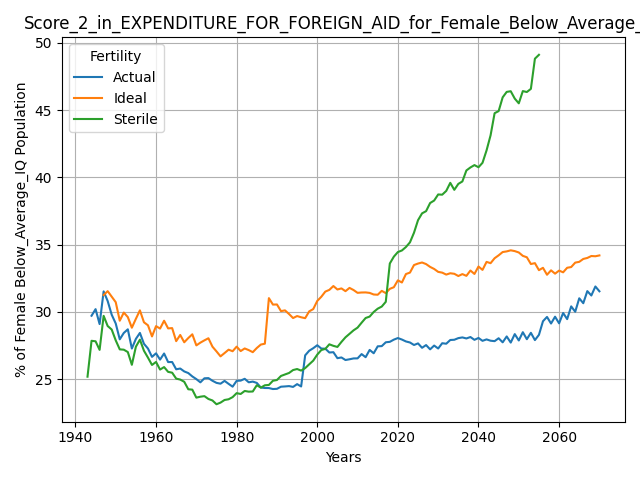 Score_2_in_EXPENDITURE_FOR_FOREIGN_AID_for_Female_Below_Average_
Fertility
Actual
Ideal
Sterile
% of Female Below_Average_IQ Population
50
45
40
35
30
25
1940 1960 1980 2000 2020 2040 2060
Years